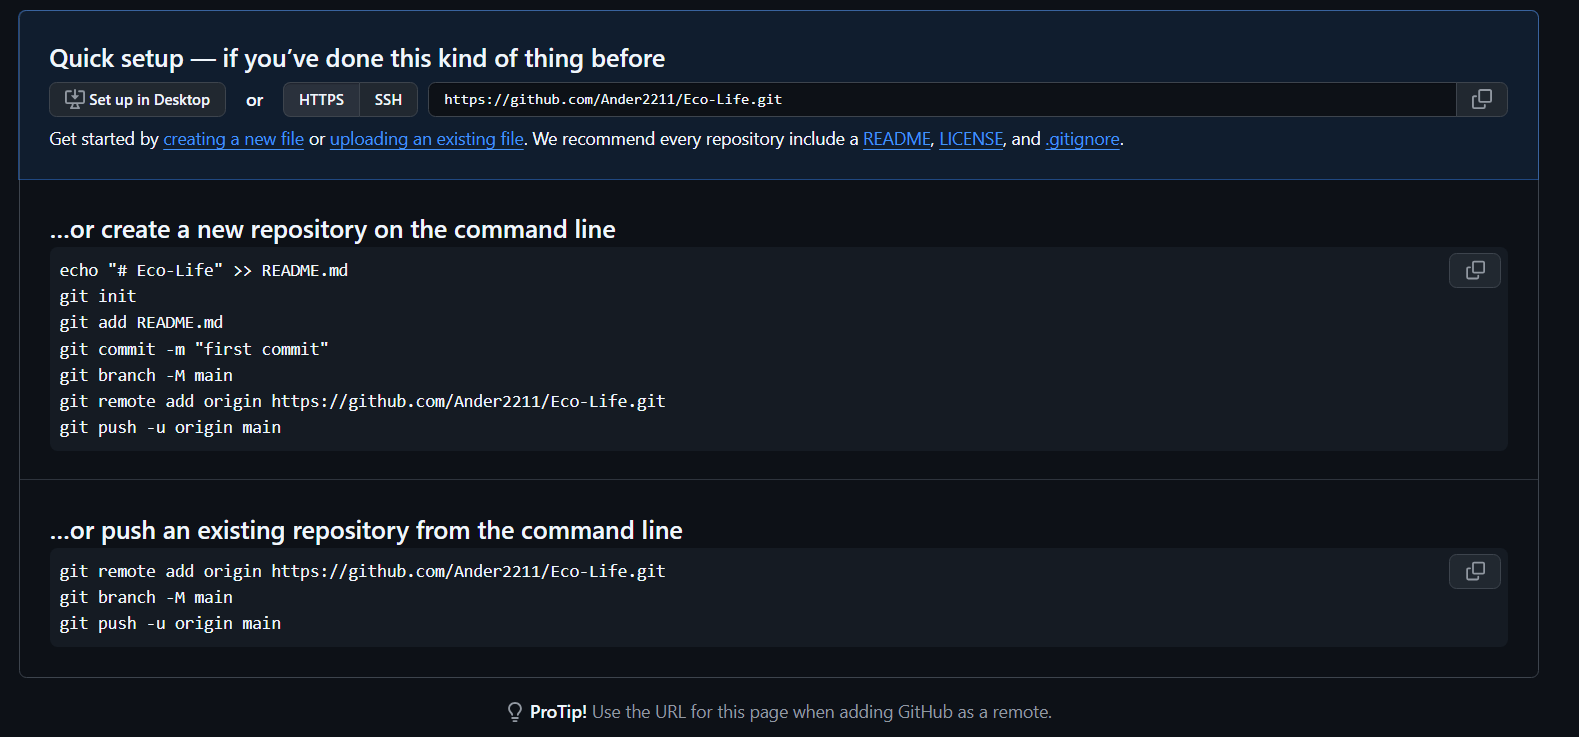 Quick setup — if you’ve done this kind of thing before
Set up in Desktop or HTTPS SSH https://github.com/Ander2211/Eco-Life.git
Get started by creating a new file or uploading an existing file. We recommend every repository include a README, LICENSE, and .gitignore.
…or create a new repository on the command line
echo "# Eco-Life" >> README.md
git init
git add README.md
git commit -m "first commit"
git branch -M main
git remote add origin https://github.com/Ander2211/Eco-Life.git
git push -u origin main
…or push an existing repository from the command line
git remote add origin https://github.com/Ander2211/Eco-Life.git
git branch -M main
git push -u origin main
ProTip! Use the URL for this page when adding GitHub as a remote.